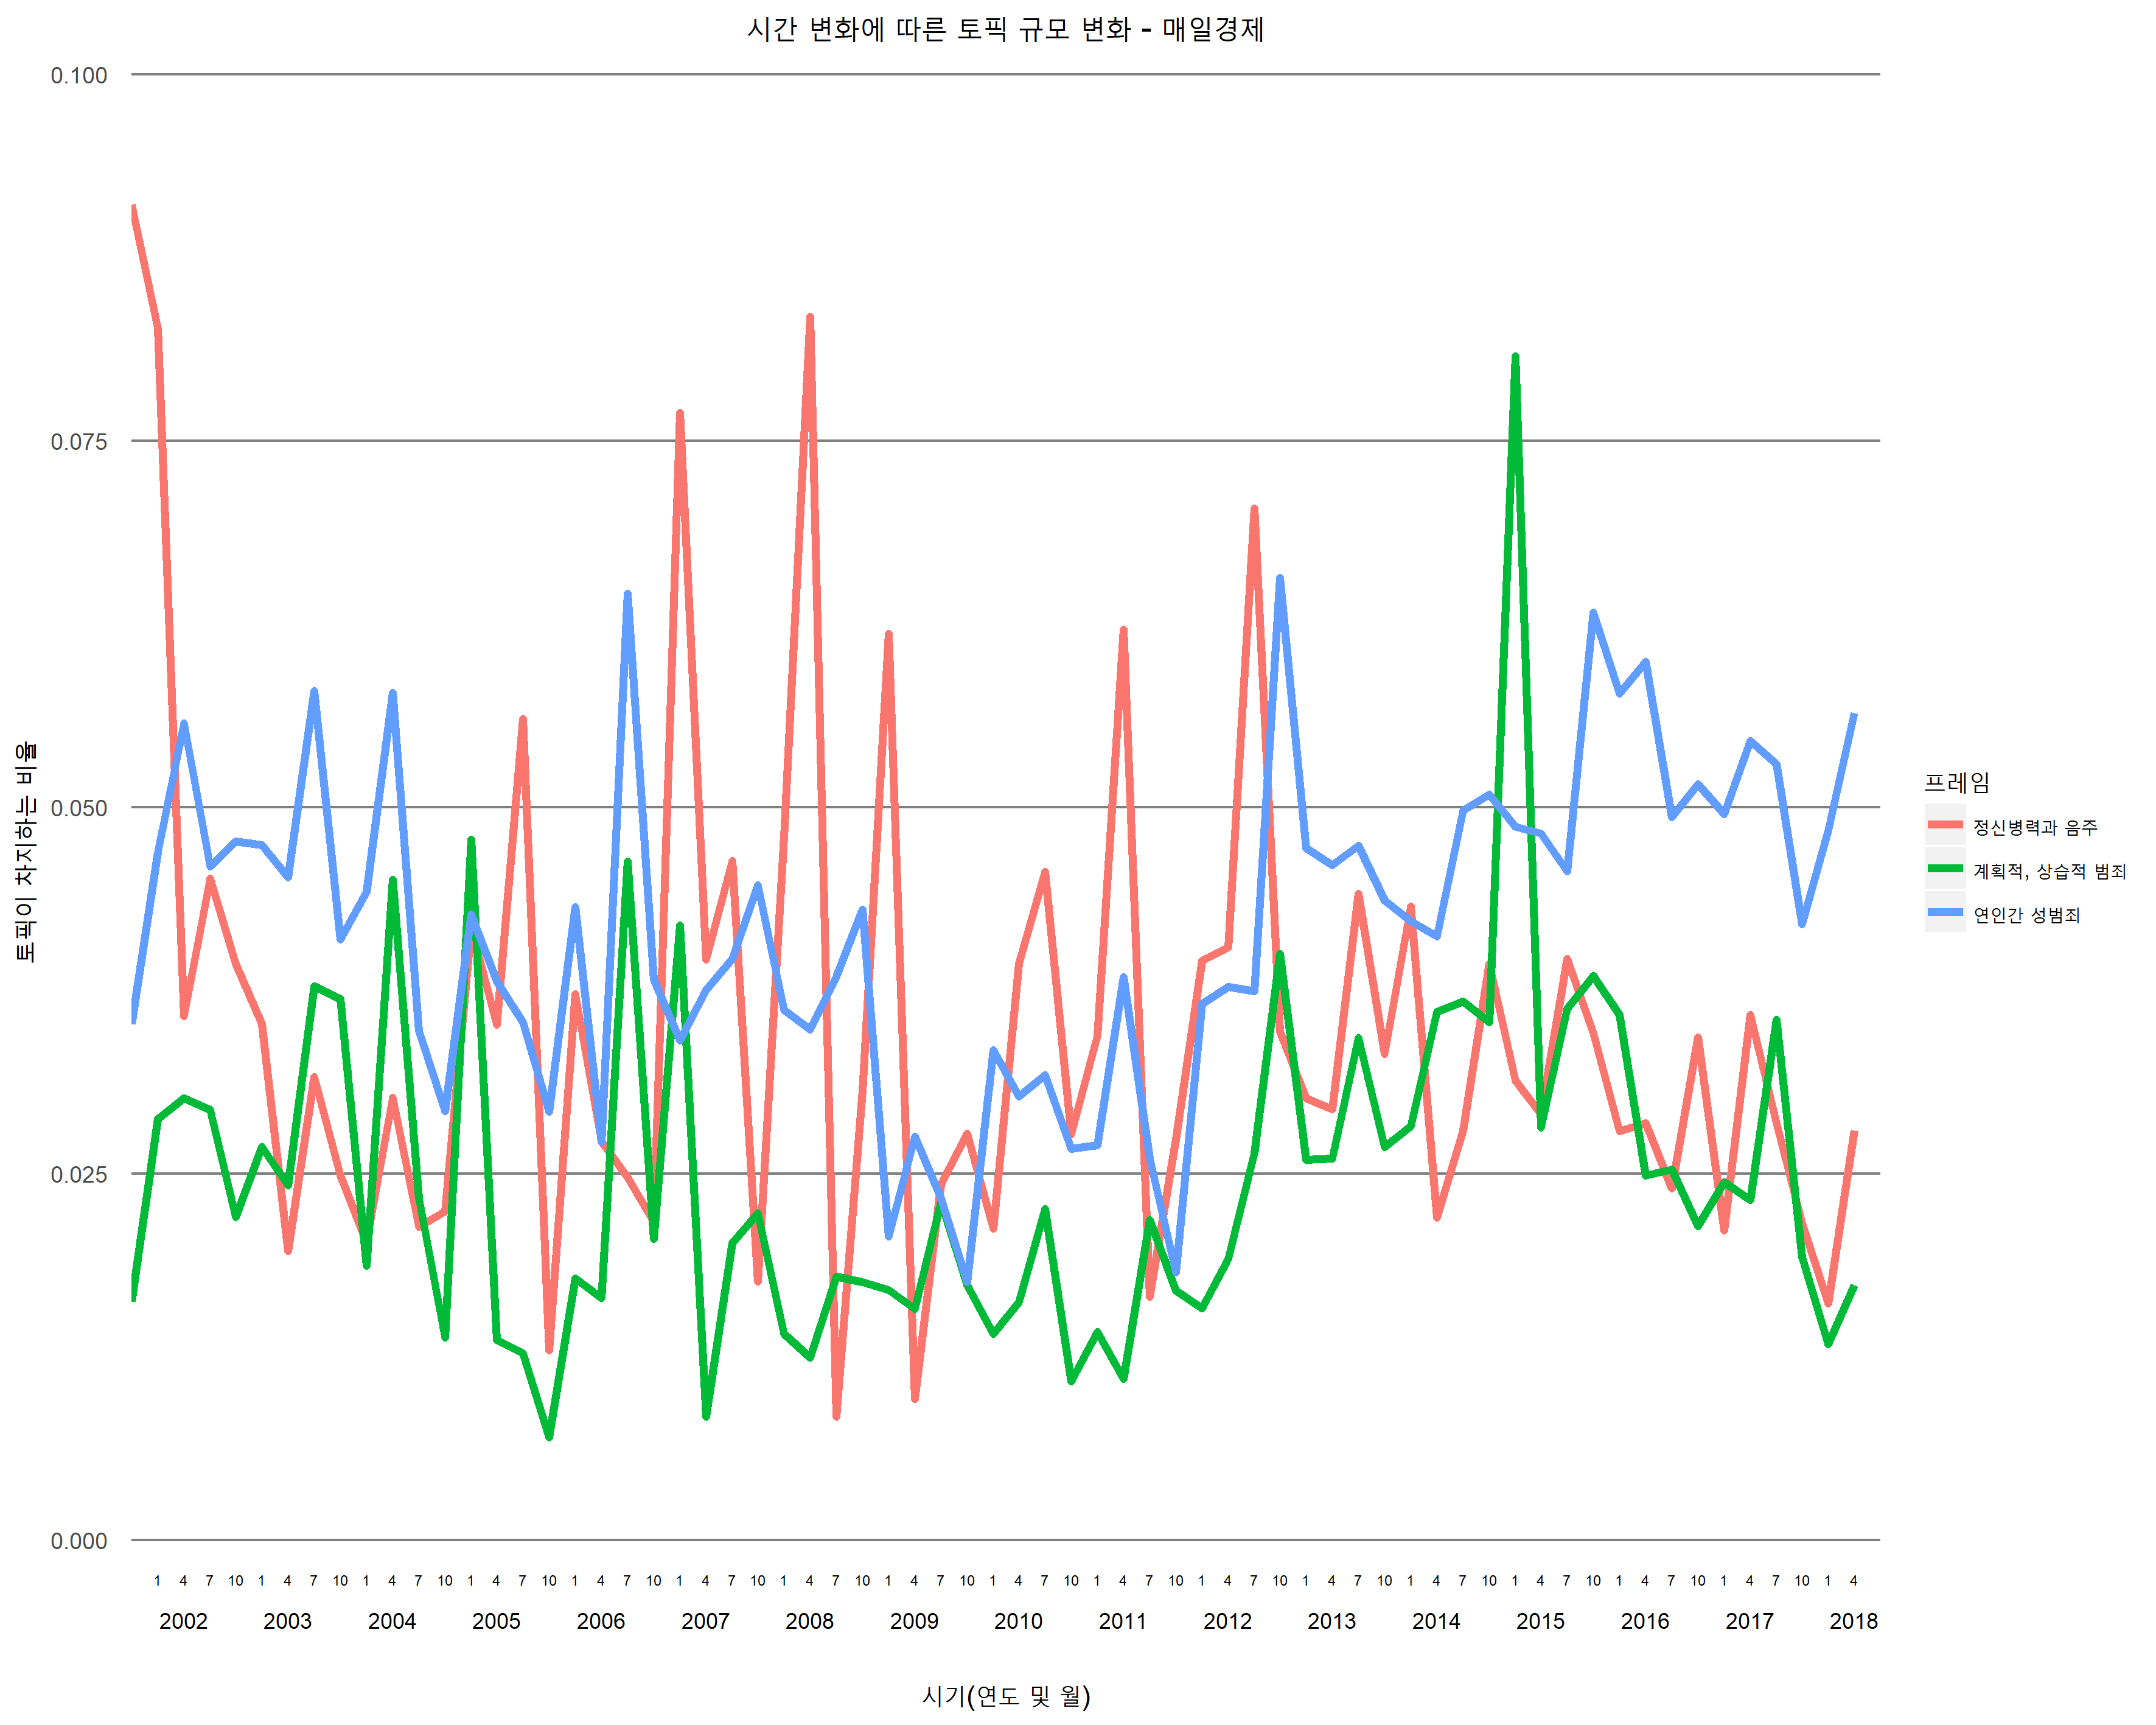 시간 변화에 따른 토픽 규모 변화 - 매일경제
0.100
0.075
0.050
0.025
0.000
토픽이 차지하는 비율
1 4 7 10 1 4 7 10 1 4 7 10 1 4 7 10 1 4 7 10 1 4 7 10 1 4 7 10 1 4 7 10 1 4 7 10 1 4 7 10 1 4 7 10 1 4 7 10 1 4 7 10 1 4 7 10 1 4 7 10 1 4 7 10 1 4
2002 2003 2004 2005 2006 2007 2008 2009 2010 2011 2012 2013 2014 2015 2016 2017 2018
시기(연도 및 월)
프레임
정신병력과 음주
계획적, 상습적 범죄
연인간 성범죄